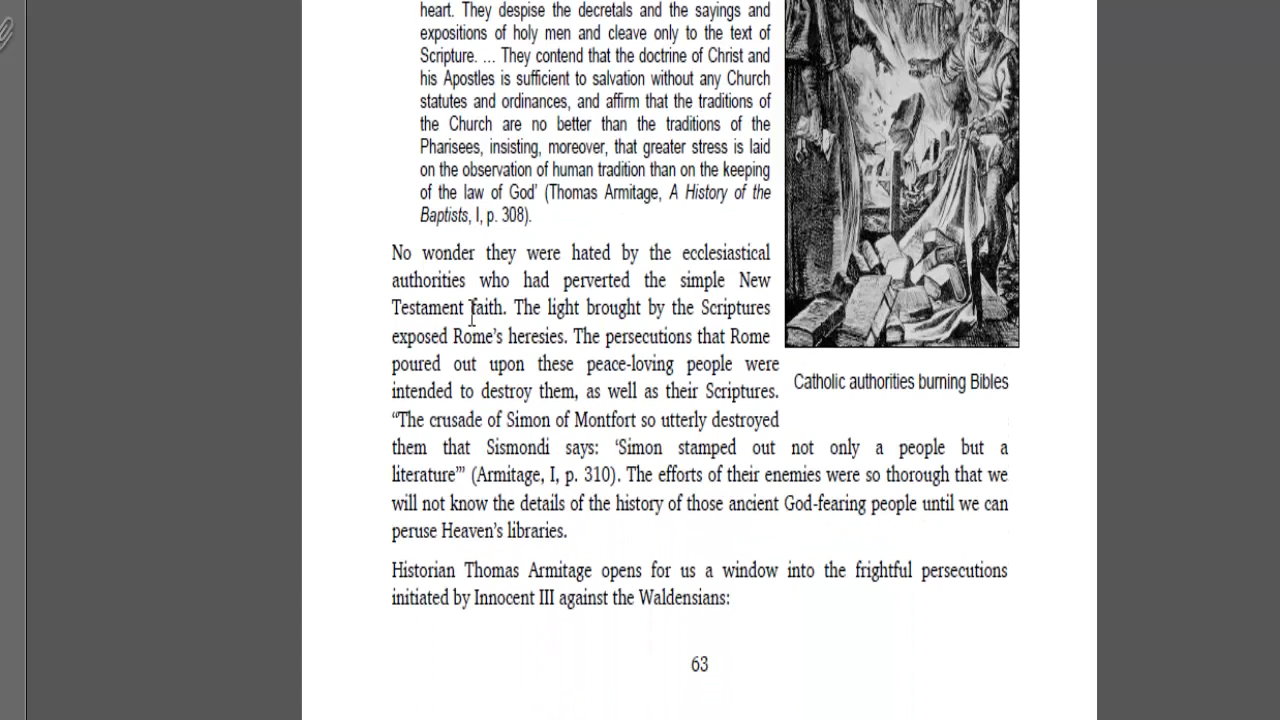 heart. They despise the decretals and the sayings and
expositions of holy men and cleave only to the text of
Scripture. ... They contend that the doctrine of Christ and
his Apostles is sufficient to salvation without any Church
statutes and ordinances, and affirm that the traditions of
the Church are no better than the traditions of the
Pharisees, insisting, moreover, that greater stress is laid
on the observation of human tradition than on the keeping
of the law of God’ (Thomas Armitage, A History of the
Baptists, I, p. 308).
No wonder they were hated by the ecclesiastical
authorities who had perverted the simple New
Testament faith. The light brought by the Scriptures
exposed Rome’s heresies. The persecutions that Rome
poured out upon these peace-loving people were
intended to destroy them, as well as their Scriptures.
“The crusade of Simon of Montfort so utterly destroyed
them that Sismondi says: ‘Simon stamped out not only a people but a
literature’” (Armitage, I, p. 310). The efforts of their enemies were so thorough that we
will not know the details of the history of those ancient God-fearing people until we can
peruse Heaven’s libraries.
Historian Thomas Armitage opens for us a window into the frightful persecutions
initiated by Innocent III against the Waldensians:
Catholic authorities burning Bibles
63